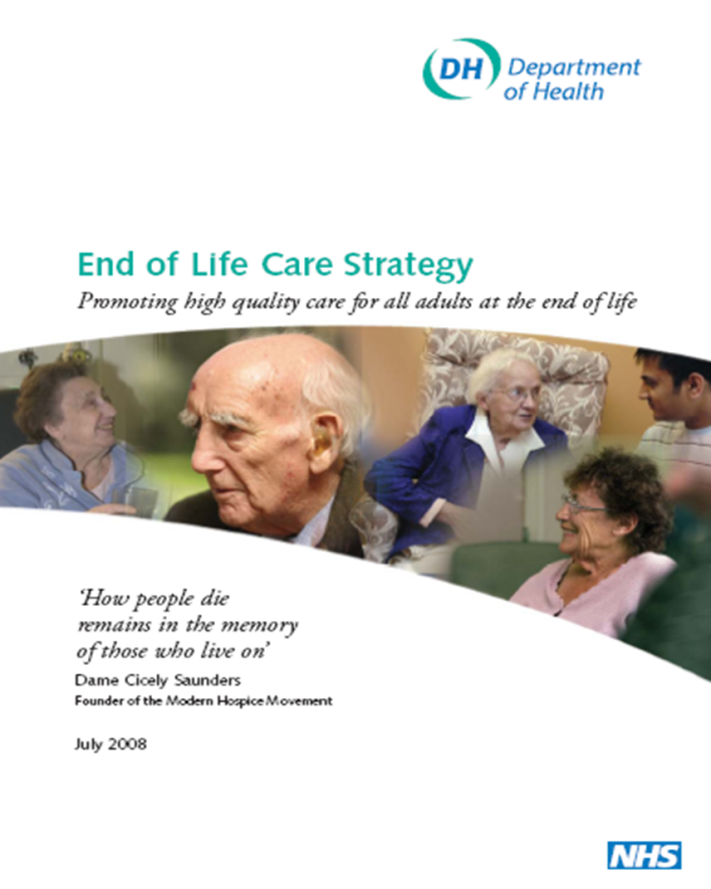 DH Department
of Health
End of Life Care Strategy
Promoting high quality care for all adults at the end of life
‘How people die
remains in the memory
of those who live on’
Dame Cicely Saunders
Founder of the Modern Hospice Movement
July 2008
NHS